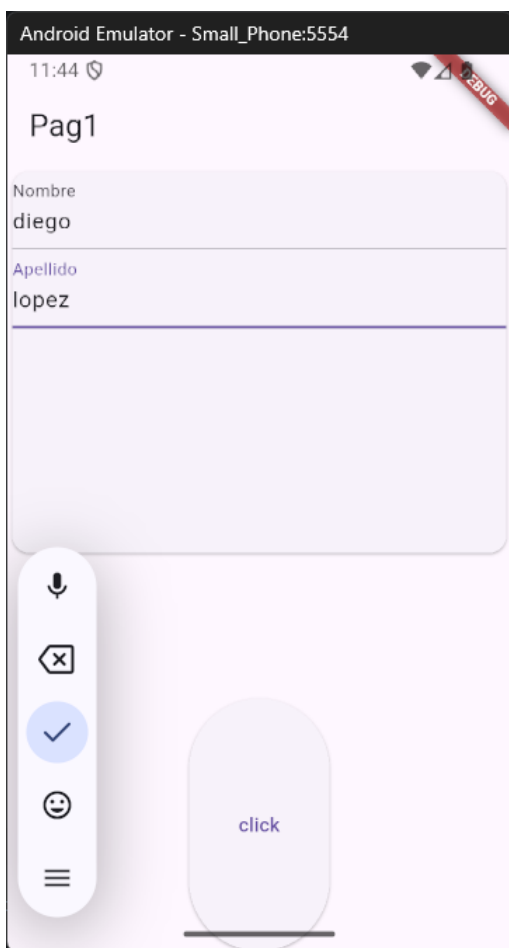 Android Emulator - Small_Phone:5554
11:44
DEBUG
Pag1
Nombre
diego
Apellido
lopez
click